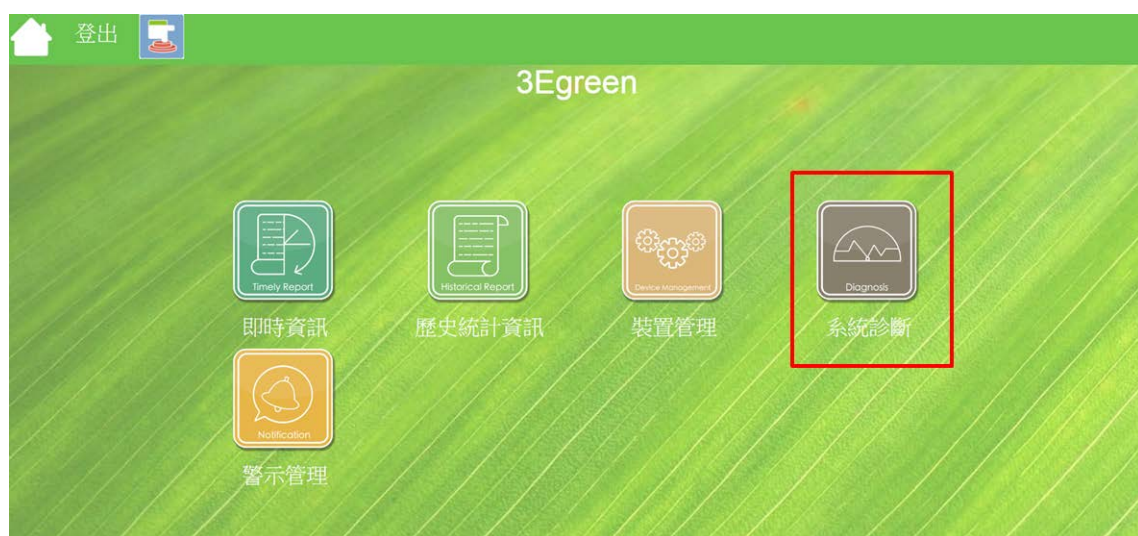 登出
3Egreen
Timely Report
Historical Report
Device Management
Diagnosis
即時資訊
歷史統計資訊
裝置管理
系統診斷
Notification
警示管理